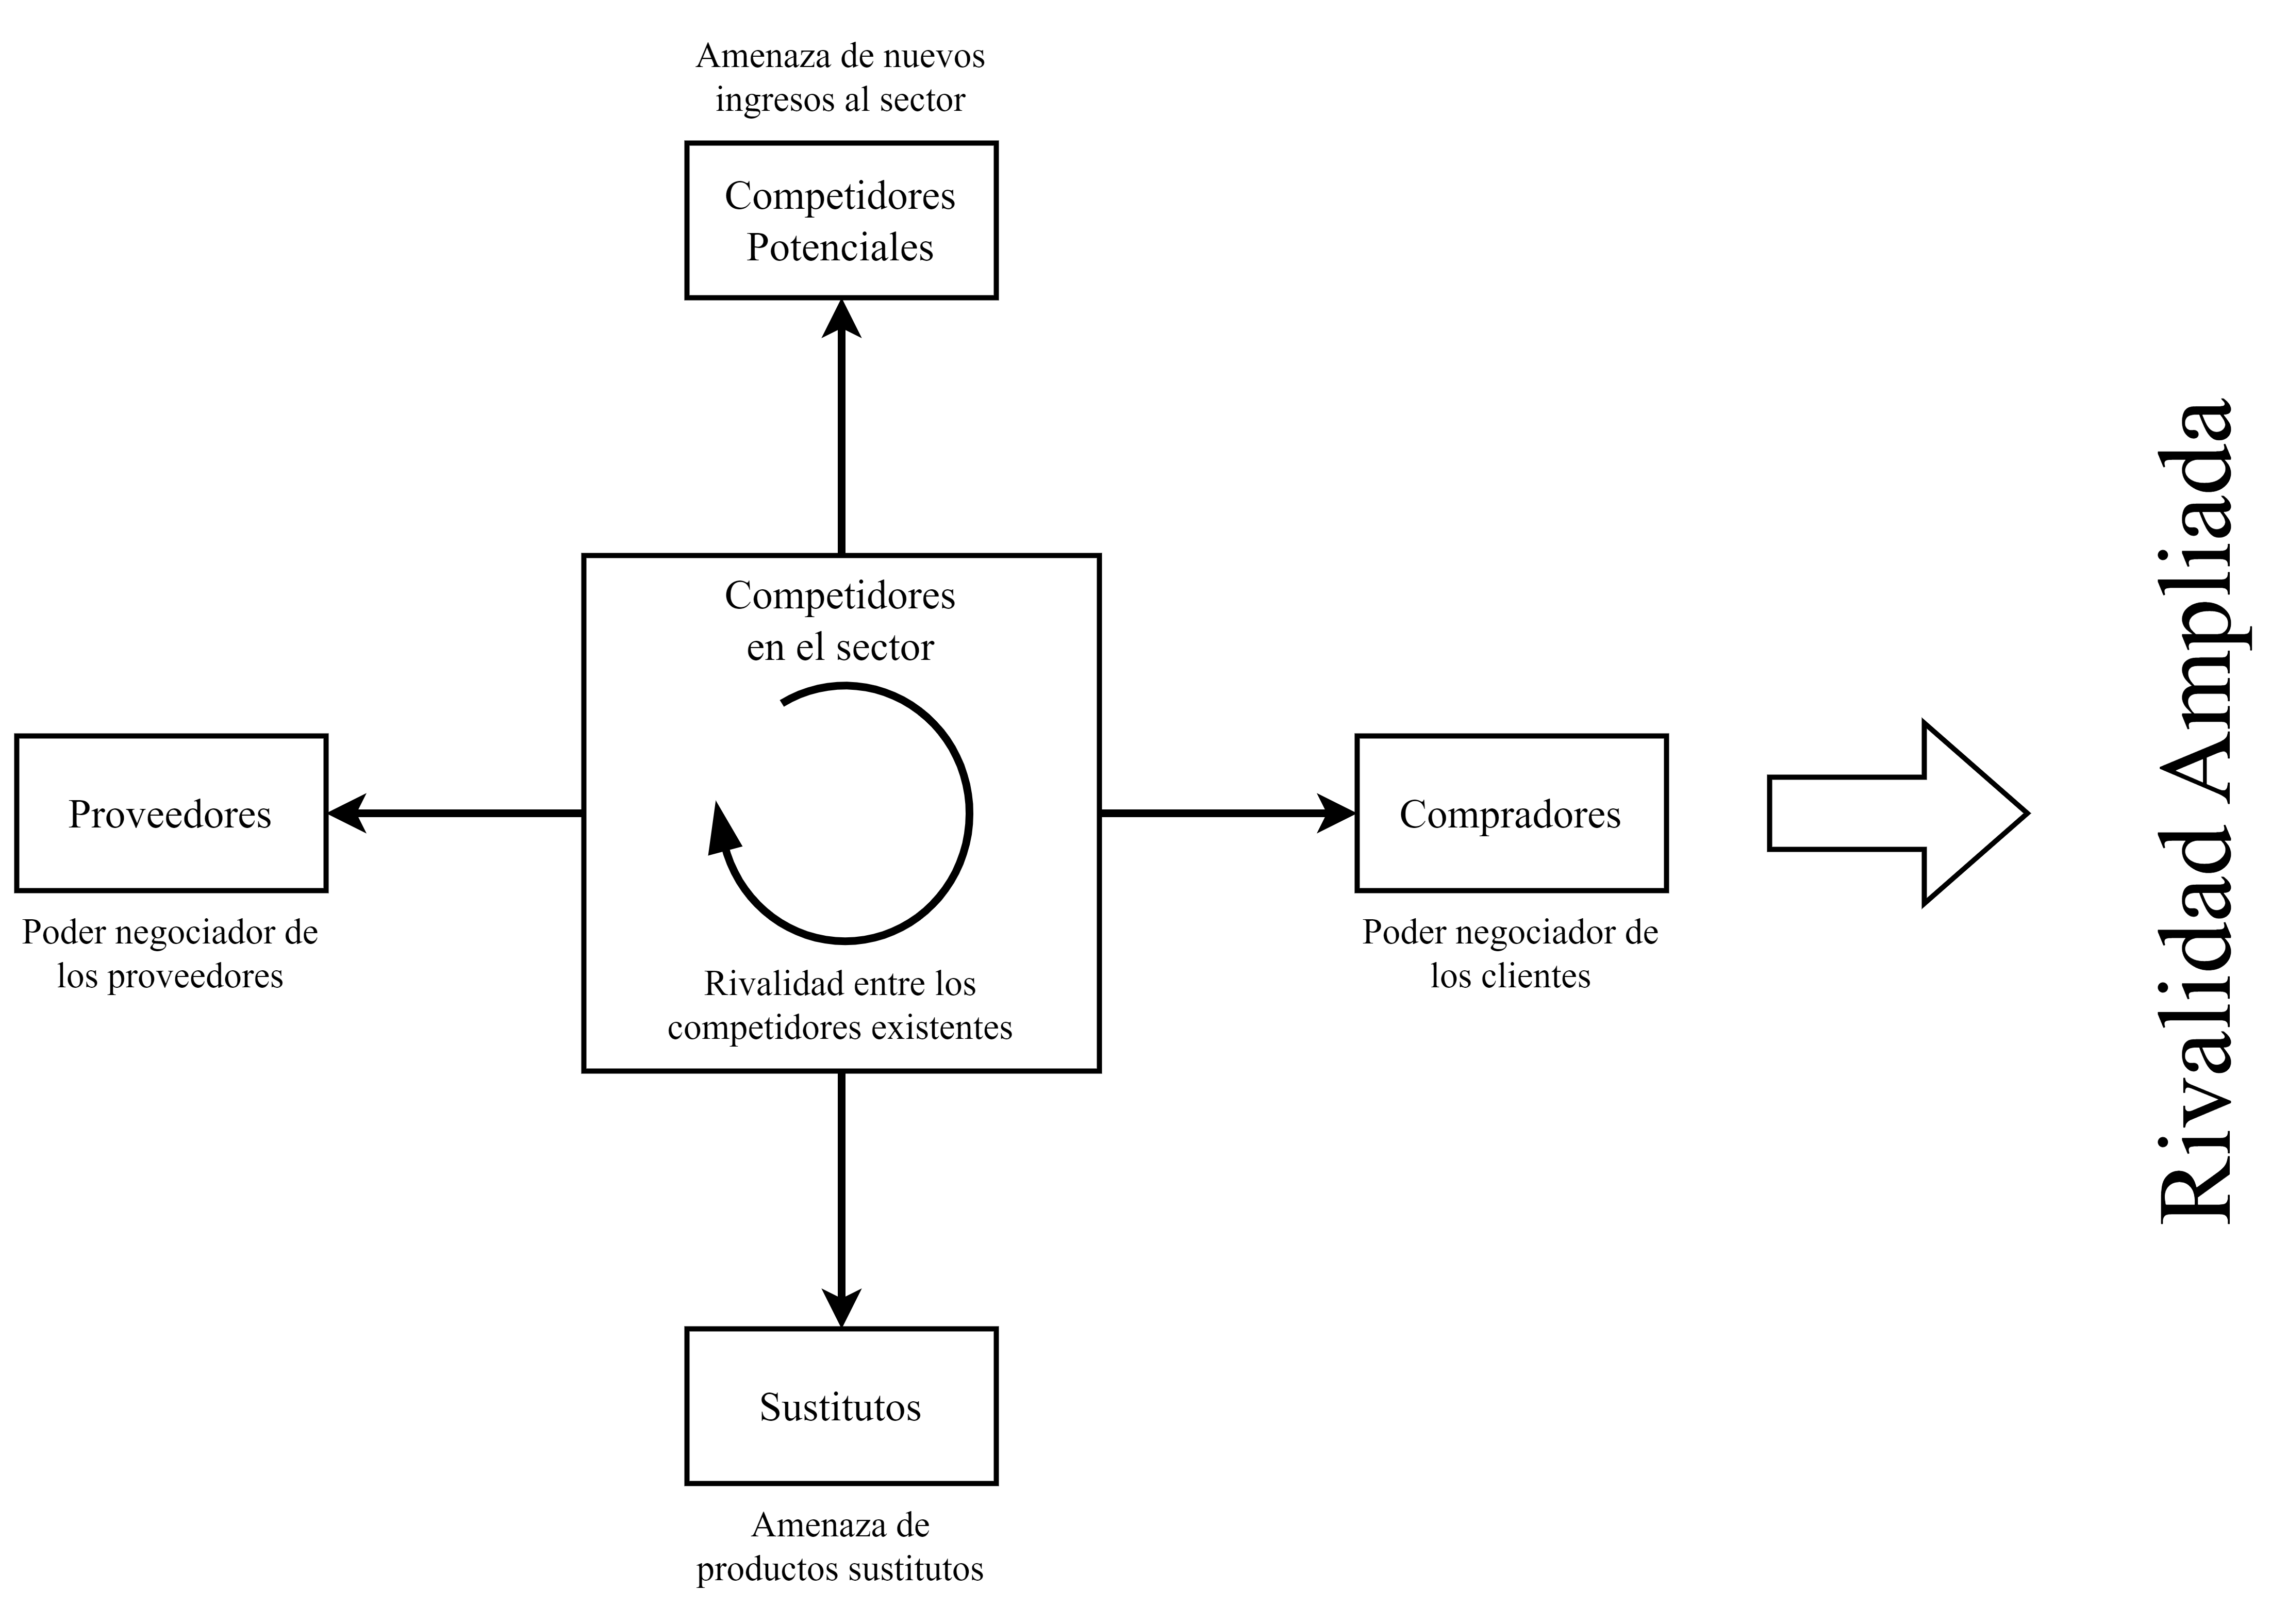 Amenaza de nuevos
ingresos al sector
Competidores
Potenciales
Competidores
en el sector
Rivalidad entre los
competidores existentes
Proveedores
Poder negociador de
los proveedores
Compradores
Poder negociador de
los clientes
Sustitutos
Amenaza de
productos sustitutos
Rivalidad Ampliada